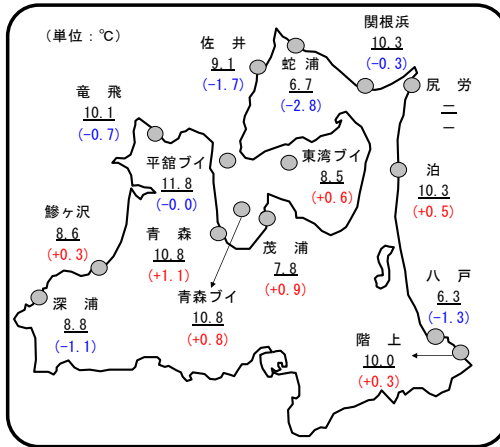 (単位：℃)
関根浜
10.3
(-0.3)
佐 井
9.1
(-1.7)
蛇 浦
6.7
(-2.8)
尻 労
－
－
竜 飛
10.1
(-0.7)
平舘ブイ
11.8
(-0.0)
東湾ブイ
8.5
(+0.6)
泊
10.3
(+0.5)
鰺ヶ沢
8.6
(+0.3)
青 森
10.8
(+1.1)
茂 浦
7.8
(+0.9)
八 戸
6.3
(-1.3)
深 浦
8.8
(-1.1)
青森ブイ
10.8
(+0.8)
階 上
10.0
(+0.3)